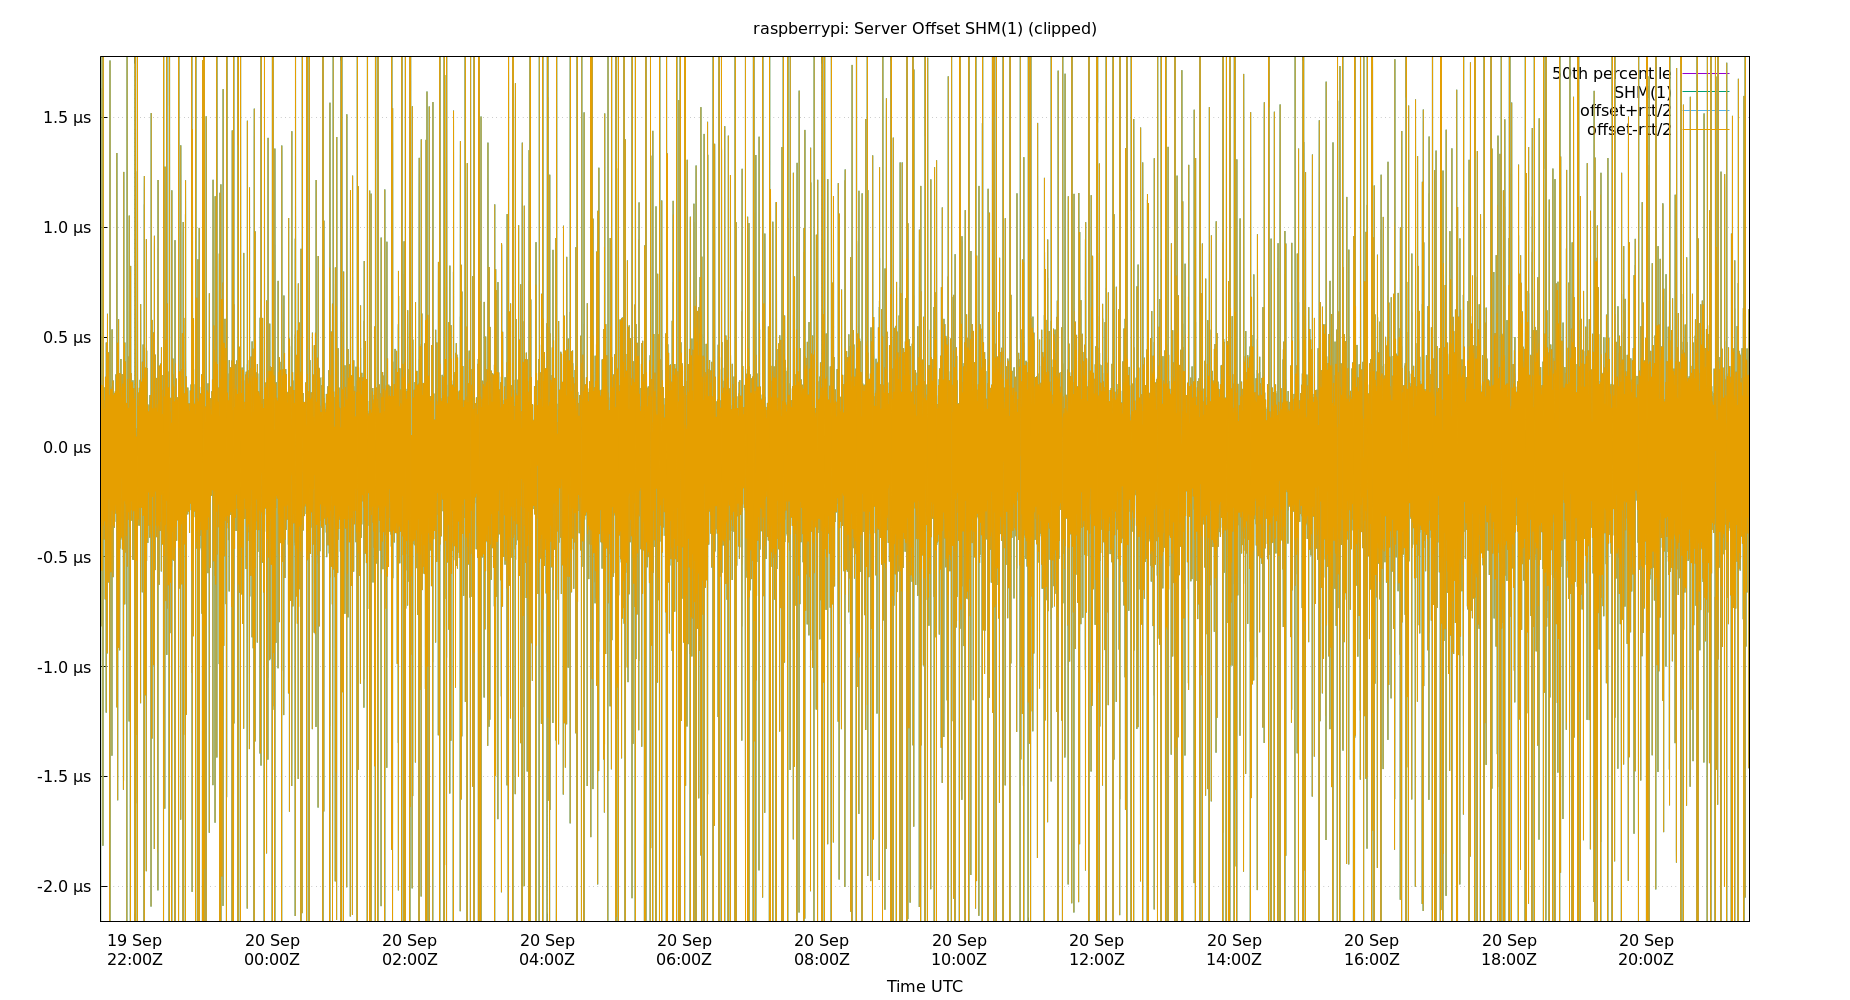 raspberrypi: Server Offset SHM(1) (clipped)
50th percentile
SHM(1)
offset+rtt/2
offset-rtt/2
1.5 µs
1.0 µs
0.5 µs
0.0 µs
-0.5 µs
-1.0 µs
-1.5 µs
-2.0 µs
19 Sep 20 Sep 20 Sep 20 Sep 20 Sep 20 Sep 20 Sep 20 Sep 20 Sep 20 Sep 20 Sep 20 Sep
22:00Z 00:00Z 02:00Z 04:00Z 06:00Z 08:00Z 10:00Z 12:00Z 14:00Z 16:00Z 18:00Z 20:00Z
Time UTC